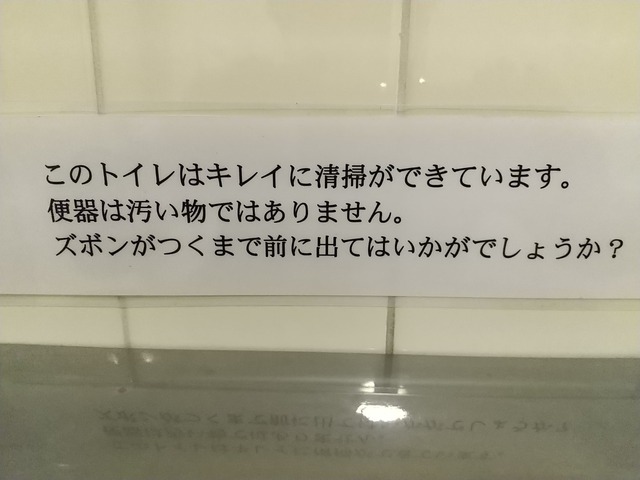 このトイレはキレイに清掃ができています。
便器は汚い物ではありません。
ズボンがつくまで前に出てはいかがでしょうか？